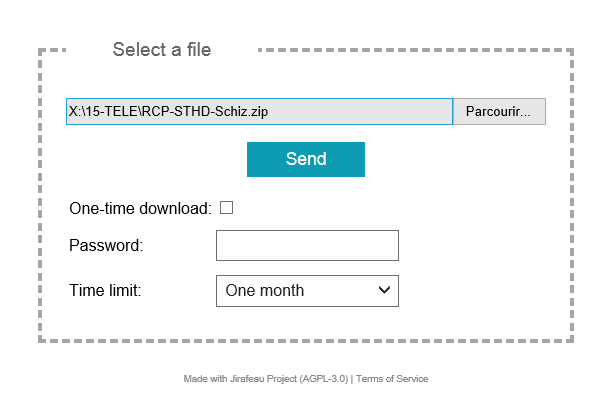 Select a file
X:\15-TELE\RCP-STHD-Schiz.zip Parcourir...
Send
One-time download:
Password:
Time limit: One month
Made with Jirafeau Project (AGPL-3.0) | Terms of Service